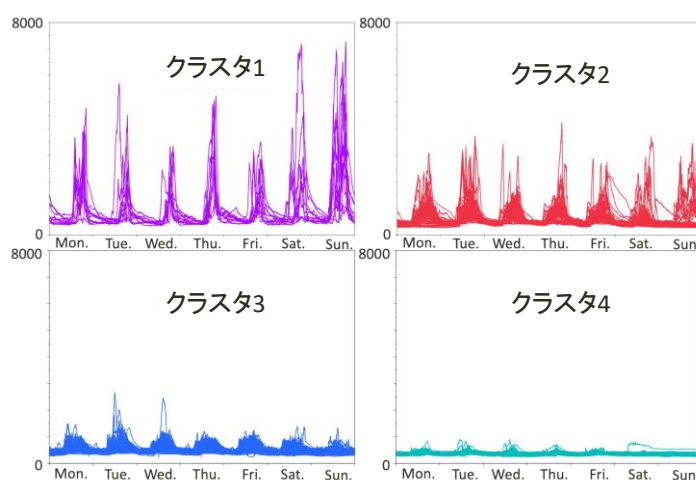 8000
クラスタ1
0
Mon. Tue. Wed. Thu. Fri. Sat. Sun.
8000
クラスタ2
0
Mon. Tue. Wed. Thu. Fri. Sat. Sun.
8000
クラスタ3
0
Mon. Tue. Wed. Thu. Fri. Sat. Sun.
8000
クラスタ4
0
Mon. Tue. Wed. Thu. Fri. Sat. Sun.